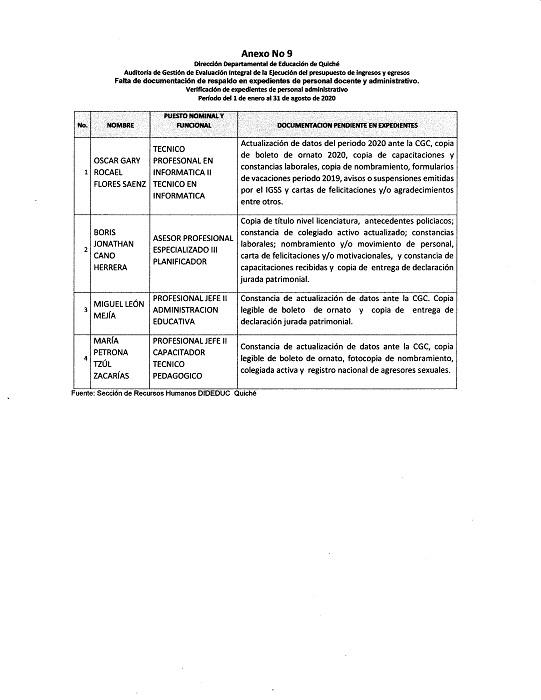 Anexo No 9
Dirección Departamental de Educación de Quiché
Auditoría de Gestión de Evaluación Integral de la Ejecución del presupuesto de ingresos y egresos
Falta de documentación de respaldo en expedientes de personal docente y administrativo.
Verificación de expedientes de personal administrativo
Período del 1 de enero al 31 de agosto de 2020
No. NOMBRE PUESTO NOMINAL Y FUNCIONAL DOCUMENTACION PENDIENTE EN EXPEDIENTES
1
OSCAR GARY
ROCAEL
FLORES SAENZ
TECNICO
PROFESONAL EN
INFORMATICA II
TECNICO EN
INFORMATICA
Actualización de datos del periodo 2020 ante la CGC, copia
de boleto de ornato 2020, copia de capacitaciones y
constancias laborales, copia de nombramiento, formularios
de vacaciones periodo 2019, avisos o suspensiones emitidas
por el IGSS y cartas de felicitaciones y/o agradecimientos
entre otros.
2
BORIS
JONATHAN
CANO
HERRERA
ASESOR PROFESIONAL
ESPECIALIZADO III
PLANIFICADOR
Copia de título nivel licenciatura, antecedentes policiacos;
constancia de colegiado activo actualizado; constancias
laborales; nombramiento y/o movimiento de personal,
carta de felicitaciones y/o motivacionales, y constancia de
capacitaciones recibidas y copia de entrega de declaración
jurada patrimonial.
3
MIGUEL LEÓN
MEJÍA
PROFESIONAL JEFE II
ADMINISTRACION
EDUCATIVA
Constancia de actualización de datos ante la CGC. Copia
legible de boleto de ornato y copia de entrega de
declaración jurada patrimonial.
4
MARÍA
PETRONA
TZÚL
ZACARÍAS
PROFESIONAL JEFE II
CAPACITADOR
TECNICO
PEDAGOGICO
Constancia de actualización de datos ante la CGC, copia
legible de boleto de ornato, fotocopia de nombramiento,
colegiada activa y registro nacional de agresores sexuales.
Fuente: Sección de Recursos Humanos DIDEDUC Quiché